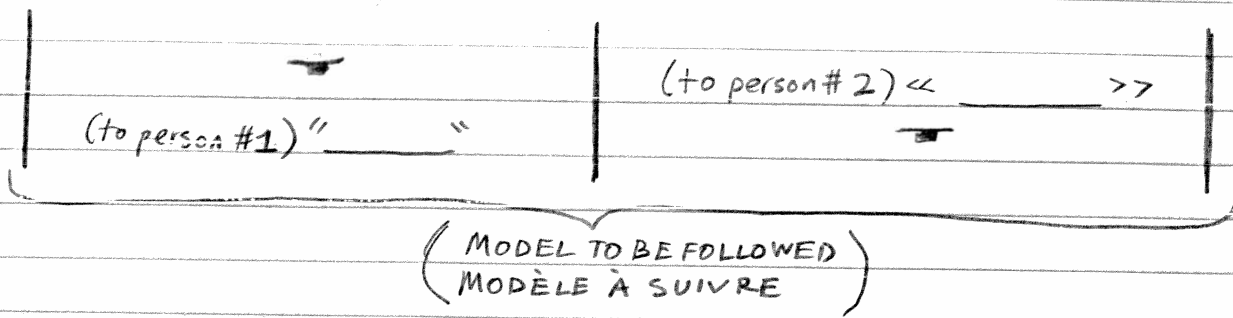 (to person # 2) « ______ »
(to person #1) " ______ "
( MODEL TO BE FOLLOWED
MODÈLE À SUIVRE )